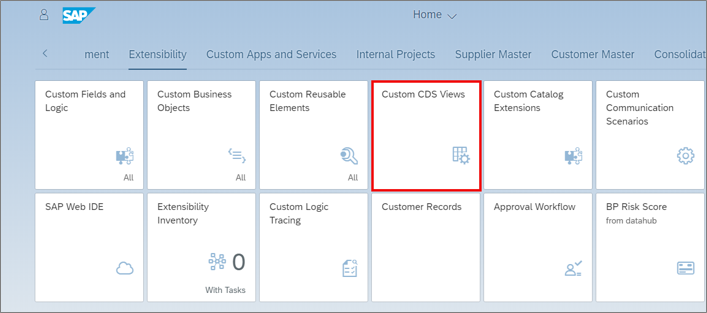 SAP
Home
ment Extensibility Custom Apps and Services Internal Projects Supplier Master Customer Master Consolidat
Custom Fields and
Logic
All
Custom Business
Objects
All
Custom Reusable
Elements
All
Custom CDS Views
Custom Catalog
Extensions
Custom
Communication
Scenarios
SAP Web IDE
Extensibility
Inventory
0
With Tasks
Custom Logic
Tracing
Customer Records
Approval Workflow
BP Risk Score
from datahub